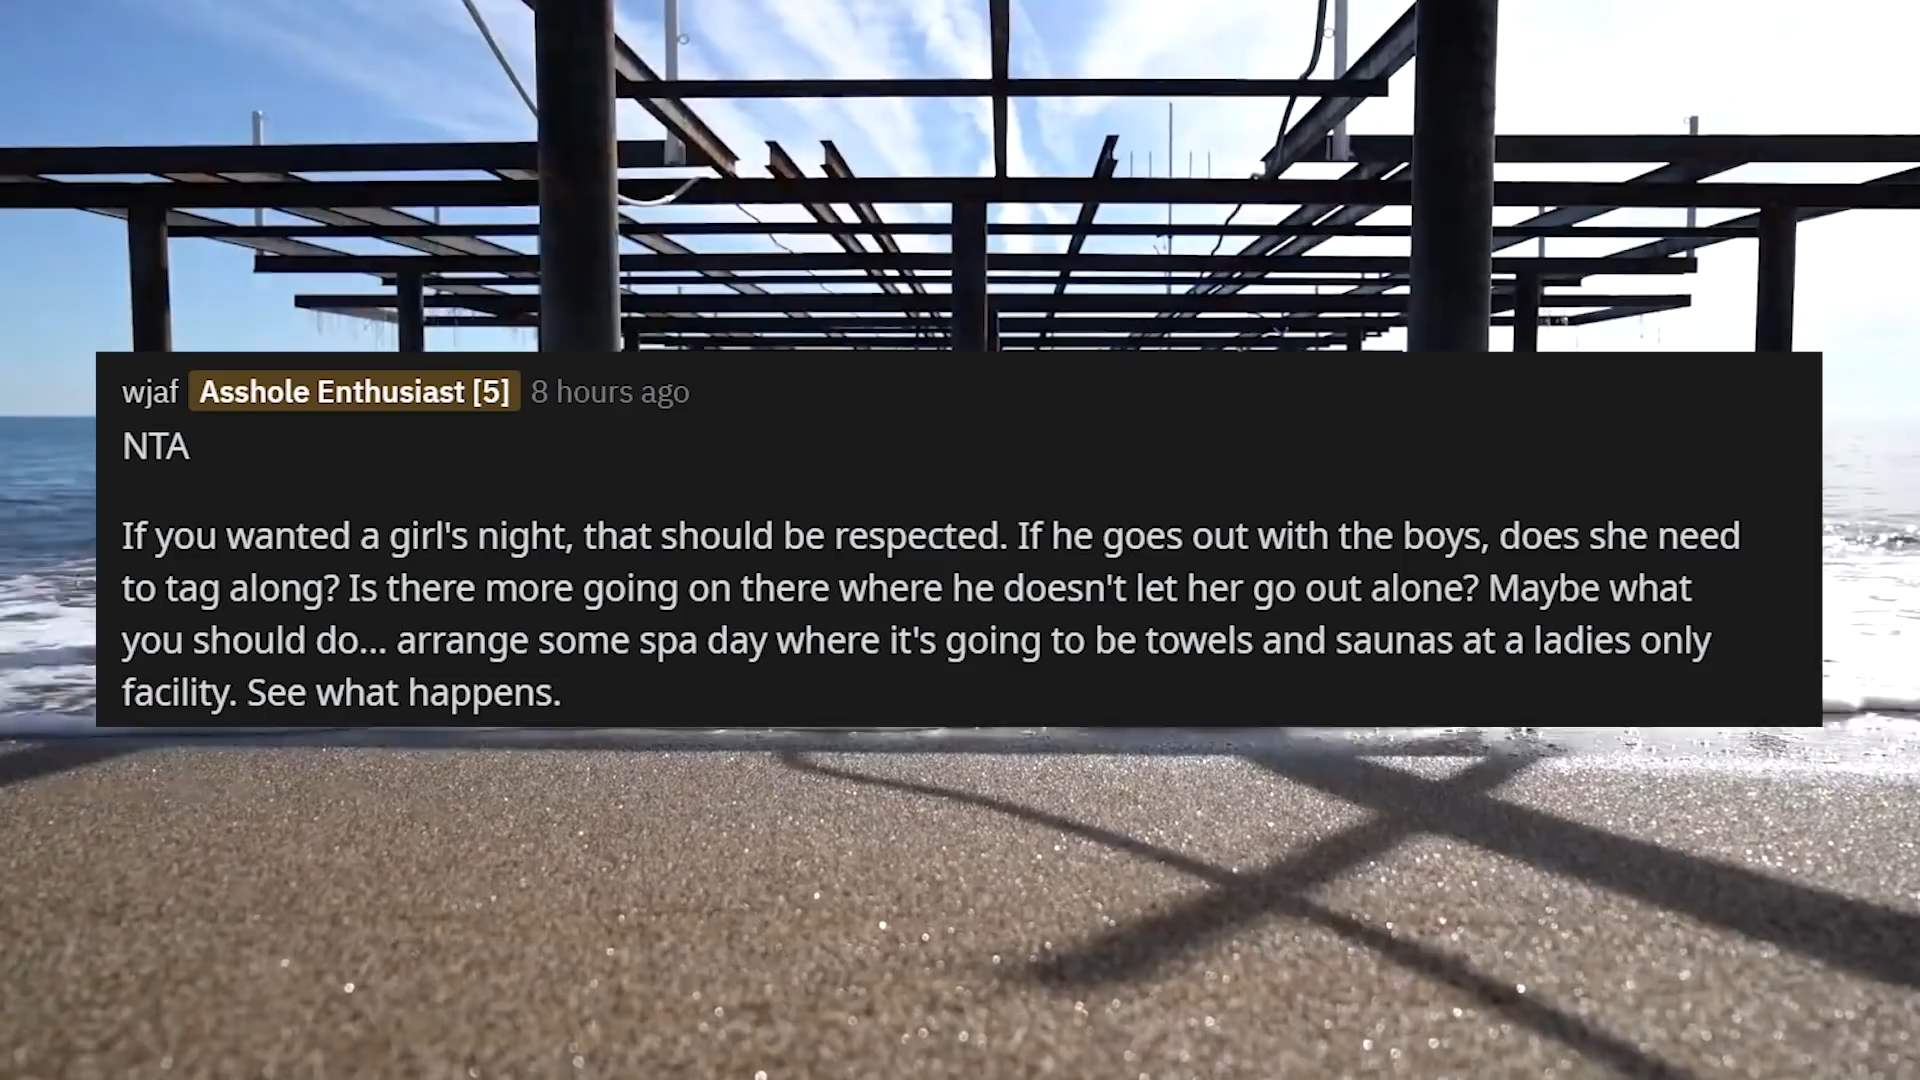 wjaf Asshole Enthusiast [5] 8 hours ago
NTA
If you wanted a girl's night, that should be respected. If he goes out with the boys, does she need
to tag along? Is there more going on there where he doesn't let her go out alone? Maybe what
you should do... arrange some spa day where it's going to be towels and saunas at a ladies only
facility. See what happens.